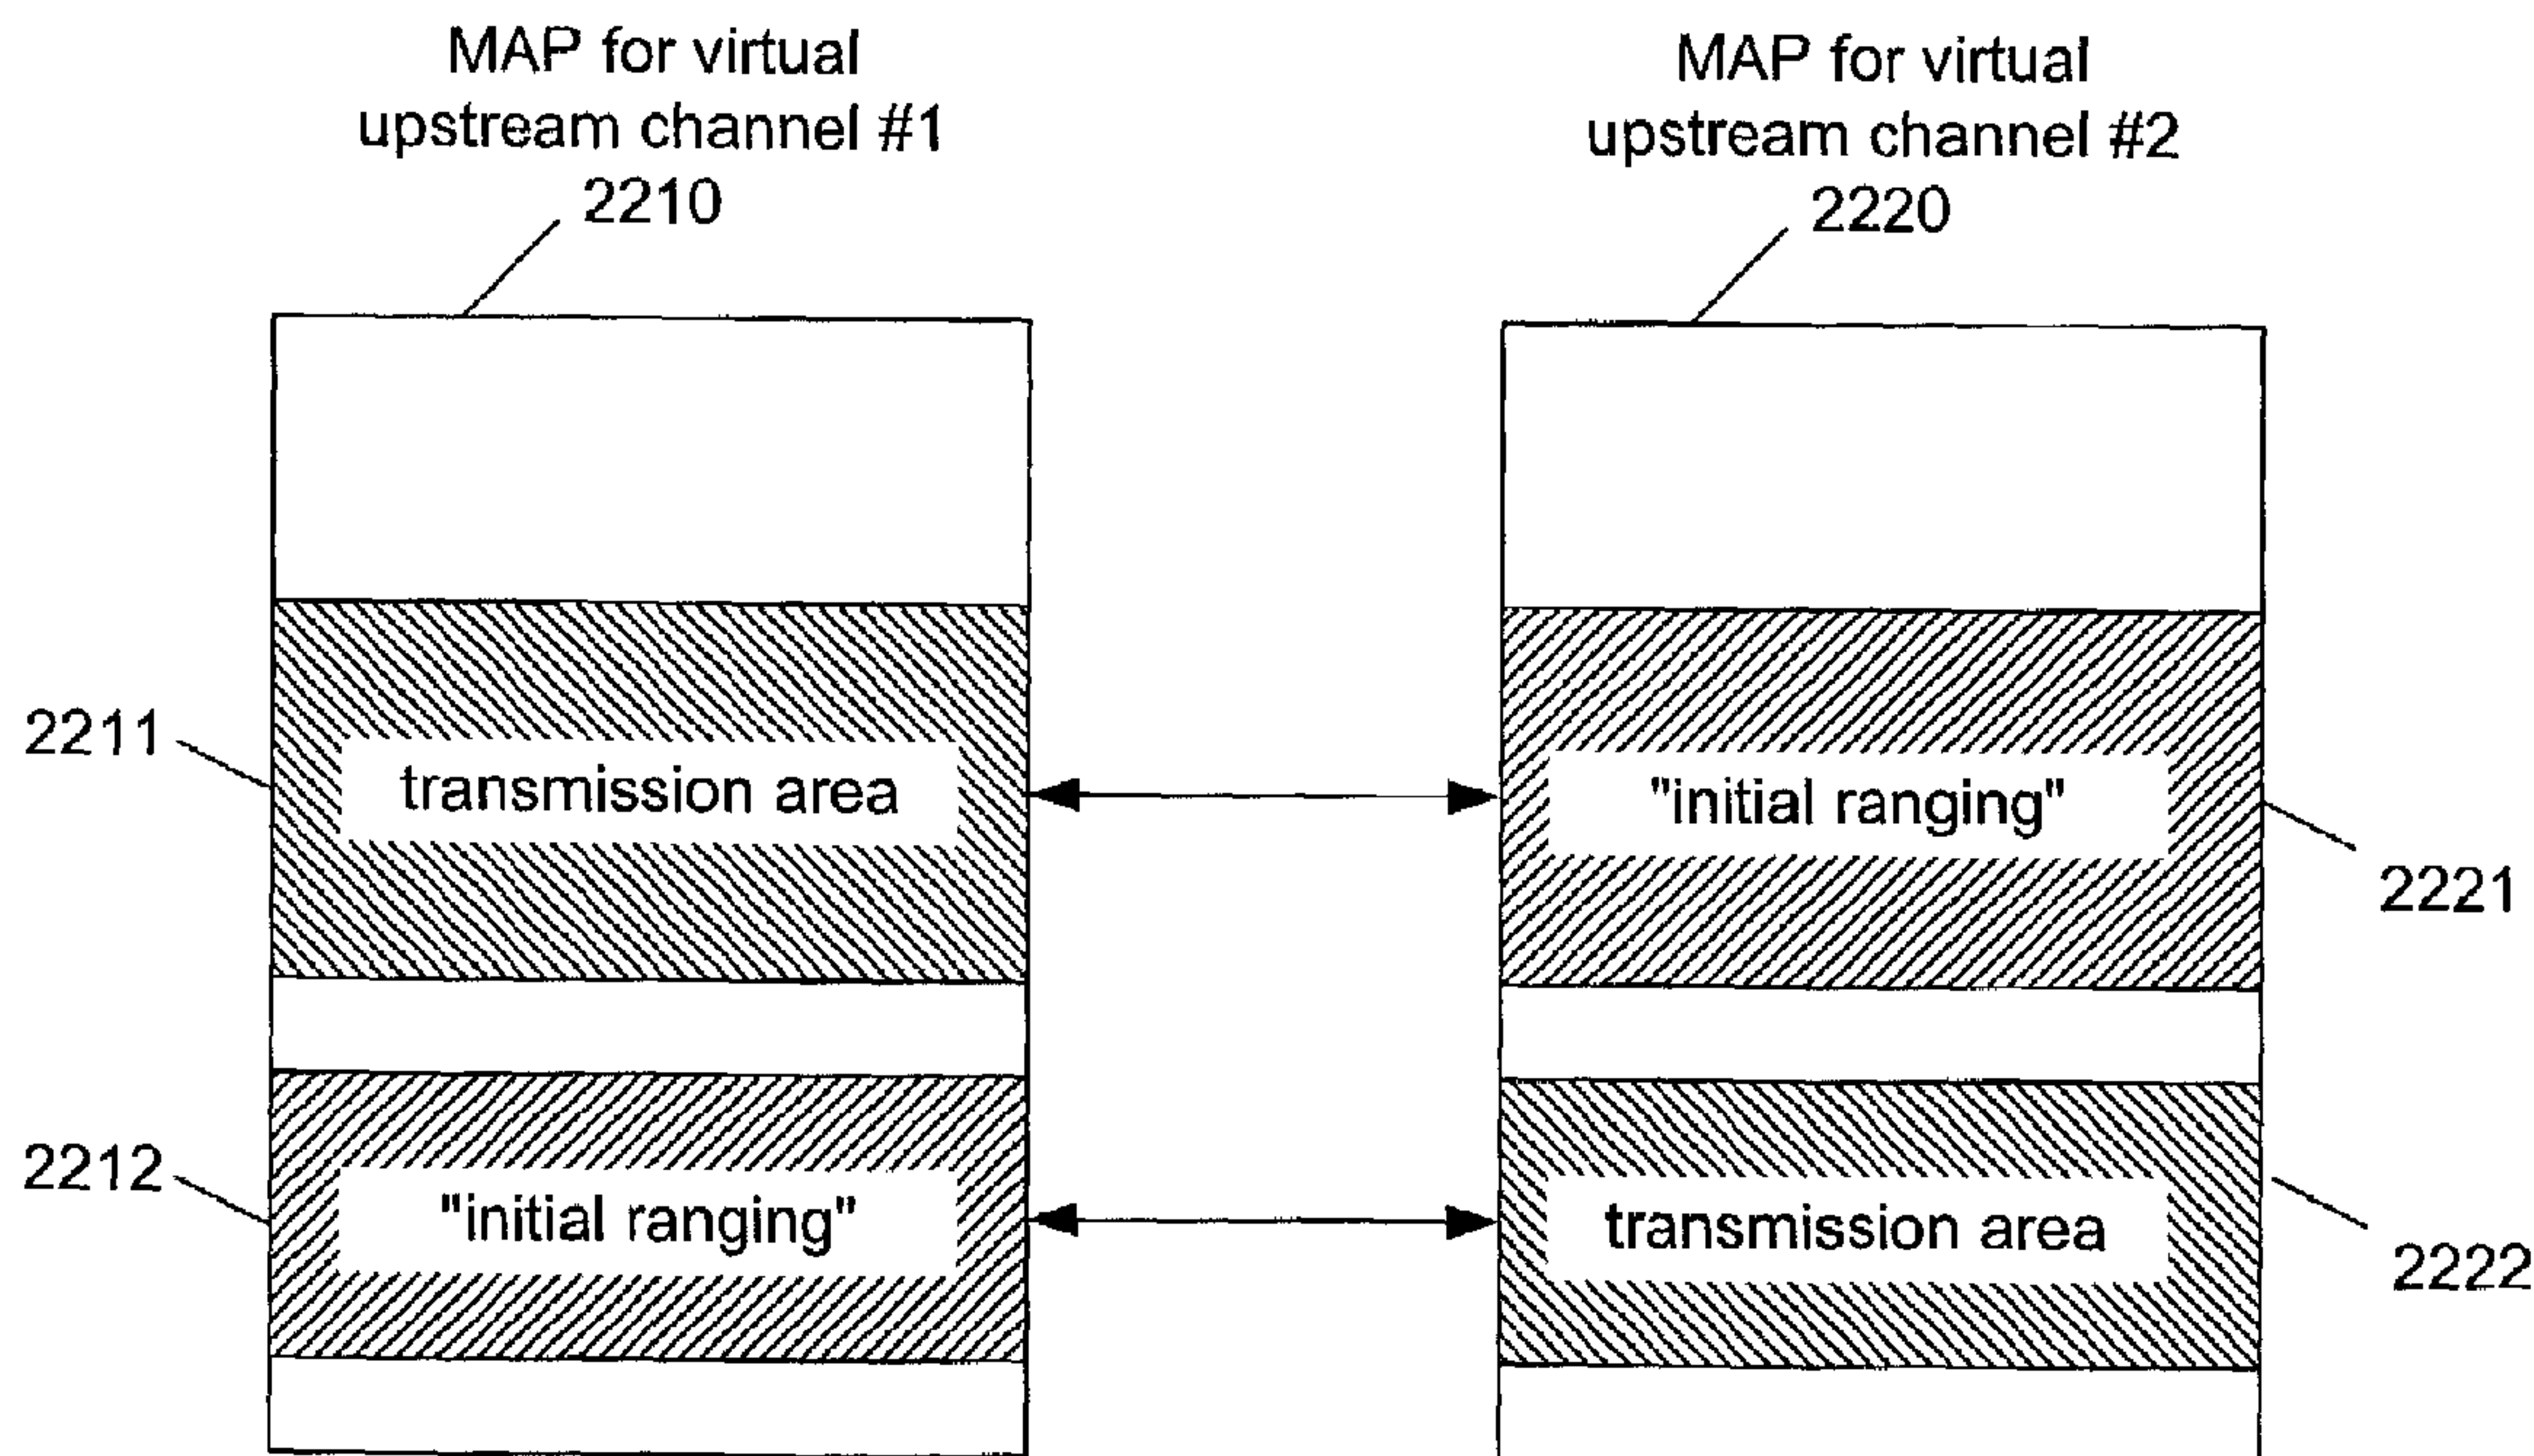 MAP for virtual
upstream channel #1
2210
MAP for virtual
upstream channel #2
2220
2211
transmission area
"initial ranging"
2221
2212
"initial ranging"
transmission area
2222